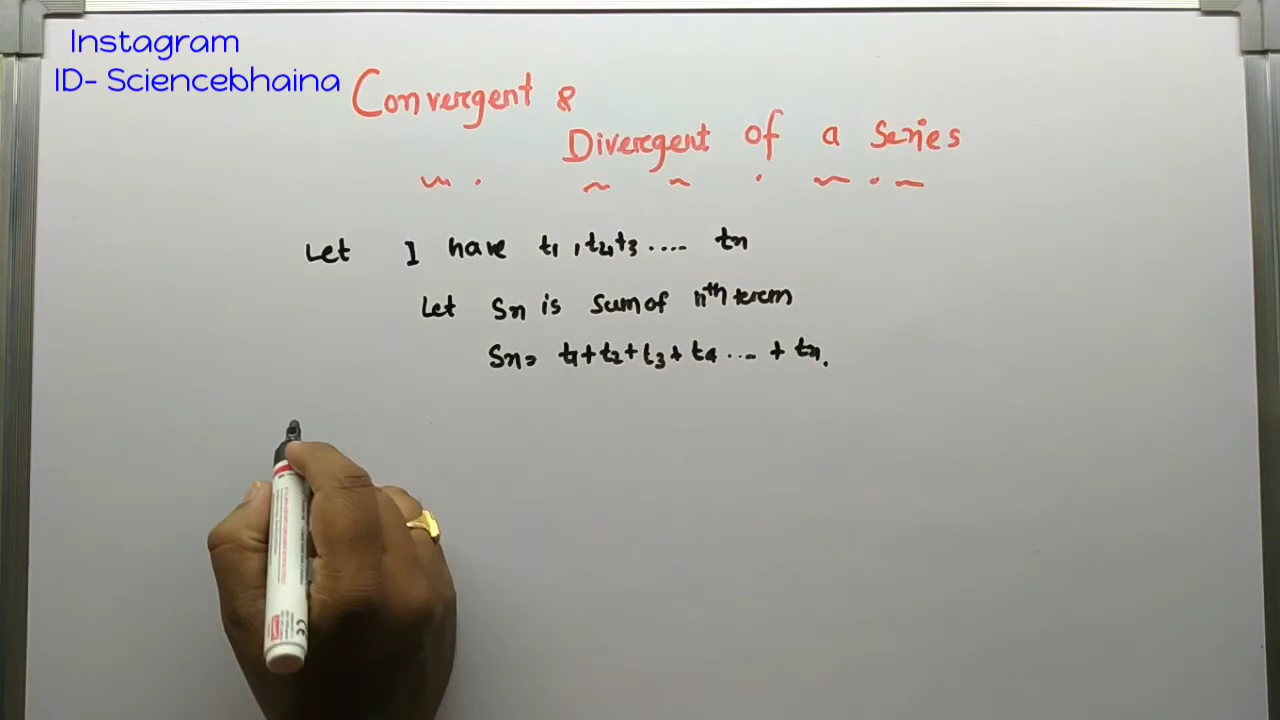 Instagram
ID- Sciencebhaina
Convergent &
Divergent of a Series
Let I have t1, t2, t3 .... tn
Let Sn is Sum of nth term
Sn= t1+t2+t3+t4 .... + tn.